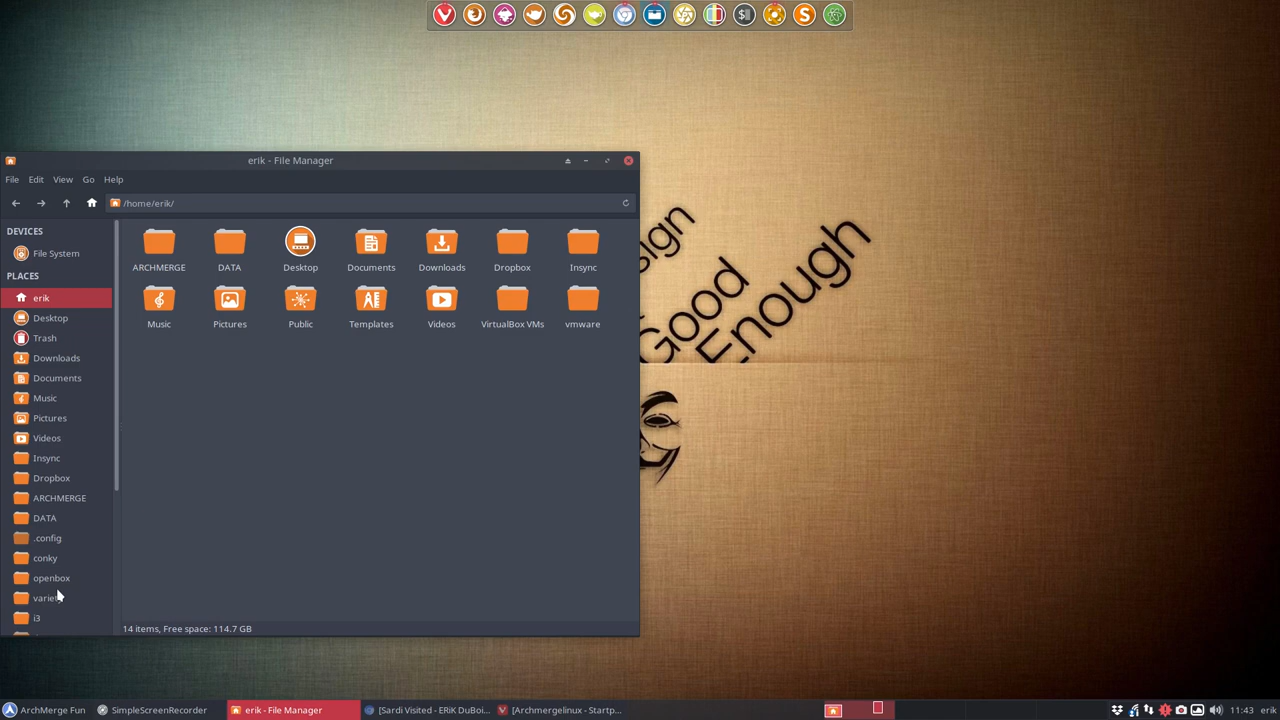 erik - File Manager
File Edit View Go Help
/home/erik/
DEVICES
File System
PLACES
erik
Desktop
Trash
Downloads
Documents
Music
Pictures
Videos
Insync
Dropbox
ARCHMERGE
DATA
.config
conky
openbox
variety
i3
ARCHMERGE DATA Desktop Documents Downloads Dropbox Insync
Music Pictures Public Templates Videos VirtualBox VMs vmware
14 items, Free space: 114.7 GB
Good
Enough
$
S
ArchMerge Fun
SimpleScreenRecorder
erik - File Manager
[Sardi Visited - ERiK DuBoi...
[Archmergelinux - Startp...
11:43 erik